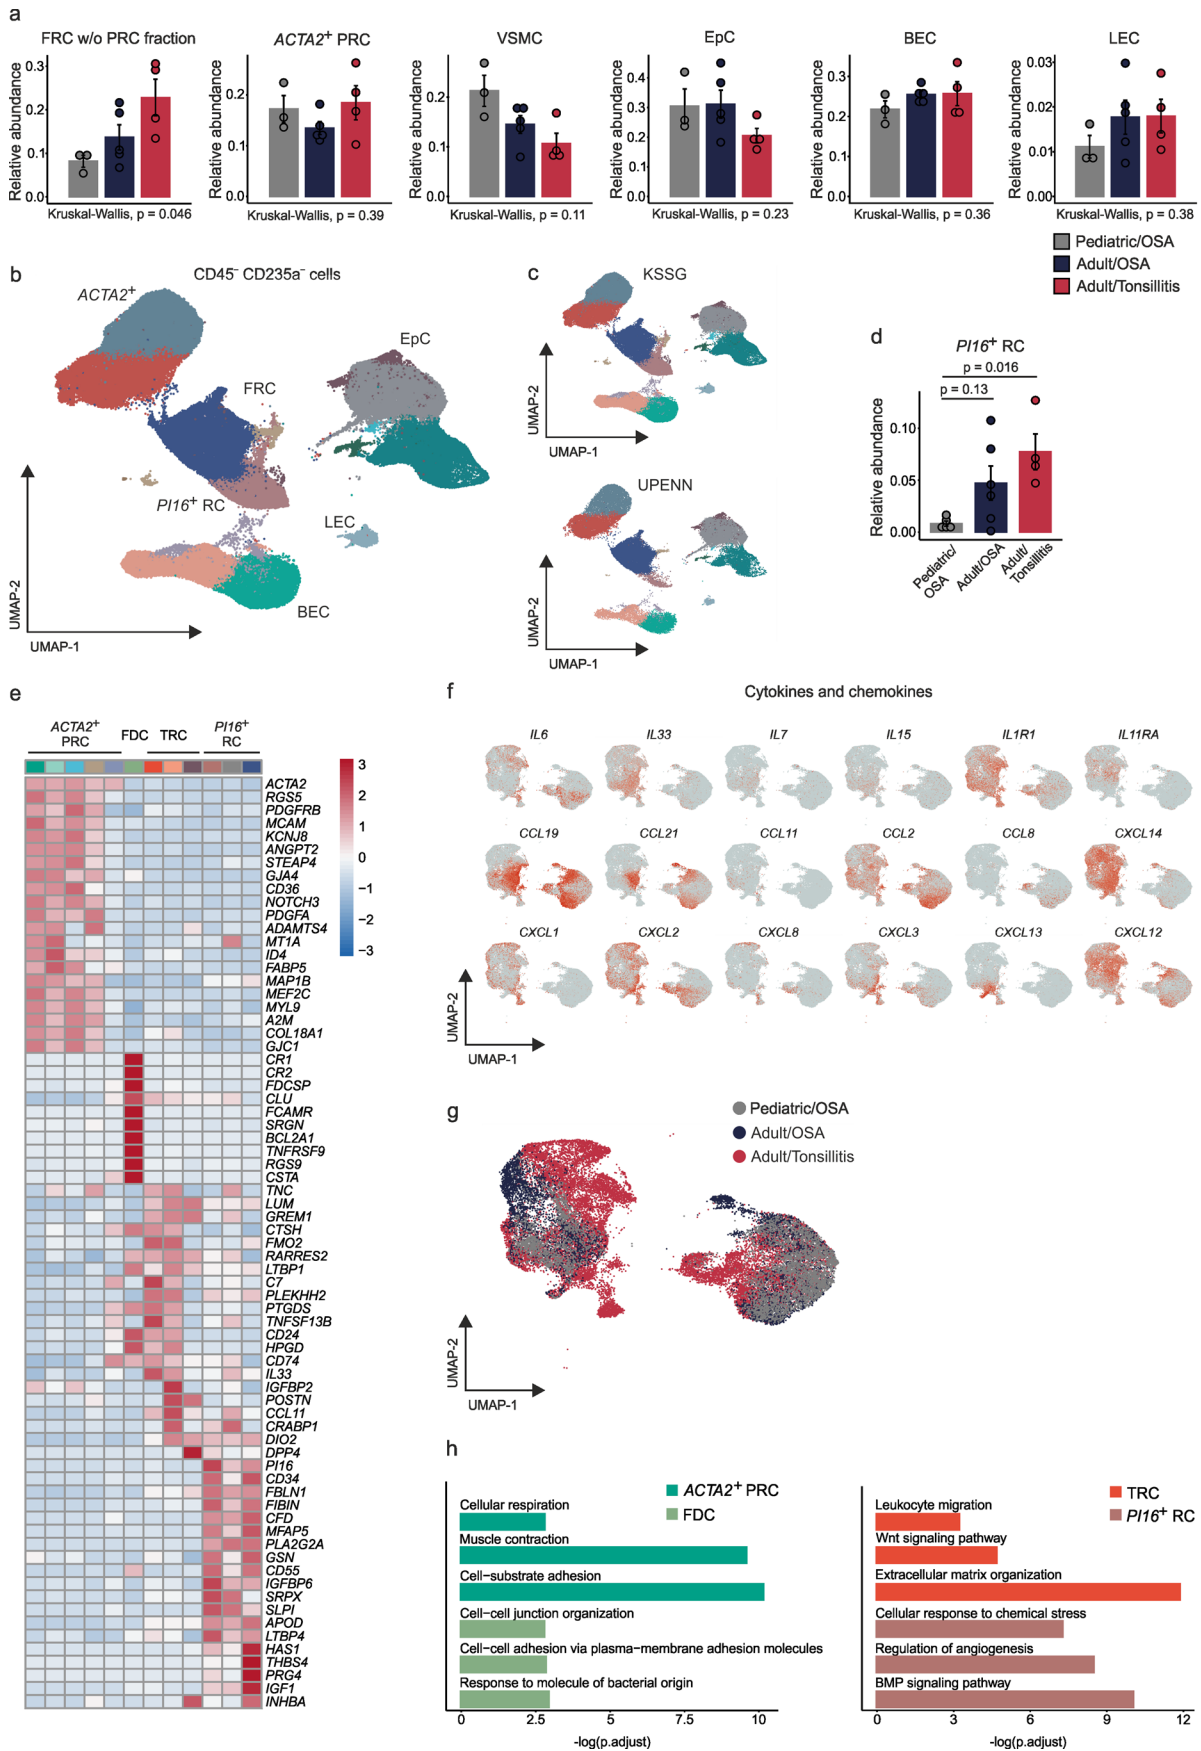 a
FRC w/o PRC fraction
ACTA2+ PRC
VSMC
EpC
BEC
LEC
Relative abundance
0.3
0.2
0.1
0.0
Kruskal-Wallis, p = 0.046
Relative abundance
0.2
0.1
0.0
Kruskal-Wallis, p = 0.39
Relative abundance
0.2
0.1
0.0
Kruskal-Wallis, p = 0.11
Relative abundance
0.4
0.3
0.2
0.1
0.0
Kruskal-Wallis, p = 0.23
Relative abundance
0.3
0.2
0.1
0.0
Kruskal-Wallis, p = 0.36
Relative abundance
0.03
0.02
0.01
0.00
Kruskal-Wallis, p = 0.38
Pediatric/OSA
Adult/OSA
Adult/Tonsillitis
b
CD45− CD235a− cells
ACTA2+
EpC
FRC
PI16+ RC
LEC
BEC
UMAP-2
UMAP-1
c
KSSG
UMAP-2
UMAP-1
UPENN
UMAP-2
UMAP-1
d
PI16+ RC
p = 0.016
p = 0.13
Relative abundance
0.10
0.05
0.00
Pediatric/
OSA
Adult/OSA
Adult/
Tonsillitis
e
ACTA2+
PRC
FDC
TRC
PI16+
RC
3
2
1
0
−1
−2
−3
ACTA2
RGS5
PDGFRB
MCAM
KCNJ8
ANGPT2
STEAP4
GJA4
CD36
NOTCH3
PDGFA
ADAMTS4
MT1A
ID4
FABP5
MAP1B
MEF2C
MYL9
A2M
COL18A1
GJC1
CR1
CR2
FDCSP
CLU
FCAMR
SRGN
BCL2A1
TNFRSF9
RGS9
CSTA
TNC
LUM
GREM1
CTSH
FMO2
RARRES2
LTBP1
C7
PLEKHH2
PTGDS
TNFSF13B
CD24
HPGD
CD74
IL33
IGFBP2
POSTN
CCL11
CRABP1
DIO2
DPP4
PI16
CD34
FBLN1
FIBIN
CFD
MFAP5
PLA2G2A
GSN
CD55
IGFBP6
SRPX
SLPI
APOD
LTBP4
HAS1
THBS4
PRG4
IGF1
INHBA
f
Cytokines and chemokines
IL6
IL33
IL7
IL15
IL1R1
IL11RA
CCL19
CCL21
CCL11
CCL2
CCL8
CXCL14
CXCL1
CXCL2
CXCL8
CXCL3
CXCL13
CXCL12
UMAP-2
UMAP-1
g
Pediatric/OSA
Adult/OSA
Adult/Tonsillitis
UMAP-2
UMAP-1
h
ACTA2+ PRC
FDC
Cellular respiration
Muscle contraction
Cell−substrate adhesion
Cell−cell junction organization
Cell−cell adhesion via plasma−membrane adhesion molecules
Response to molecule of bacterial origin
0
2.5
5
7.5
10
-log(p.adjust)
TRC
PI16+ RC
Leukocyte migration
Wnt signaling pathway
Extracellular matrix organization
Cellular response to chemical stress
Regulation of angiogenesis
BMP signaling pathway
0
3
6
9
12
-log(p.adjust)